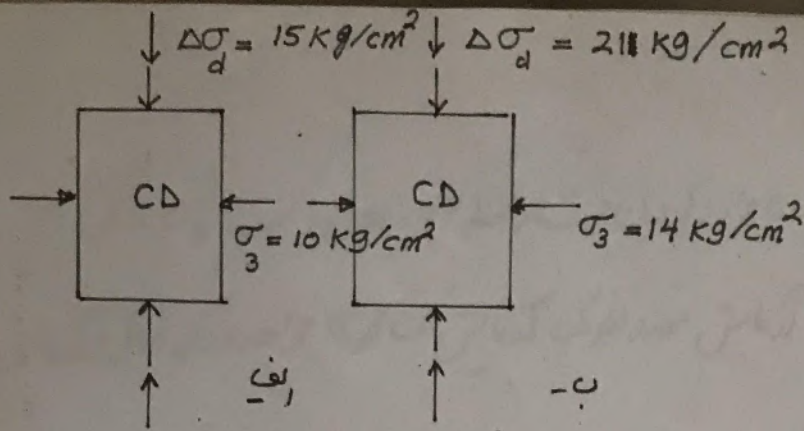 Δσd = 15 kg/cm² Δσd = 21 kg/cm²
CD CD
σ3 = 10 kg/cm² σ3 = 14 kg/cm²
الف - ب -